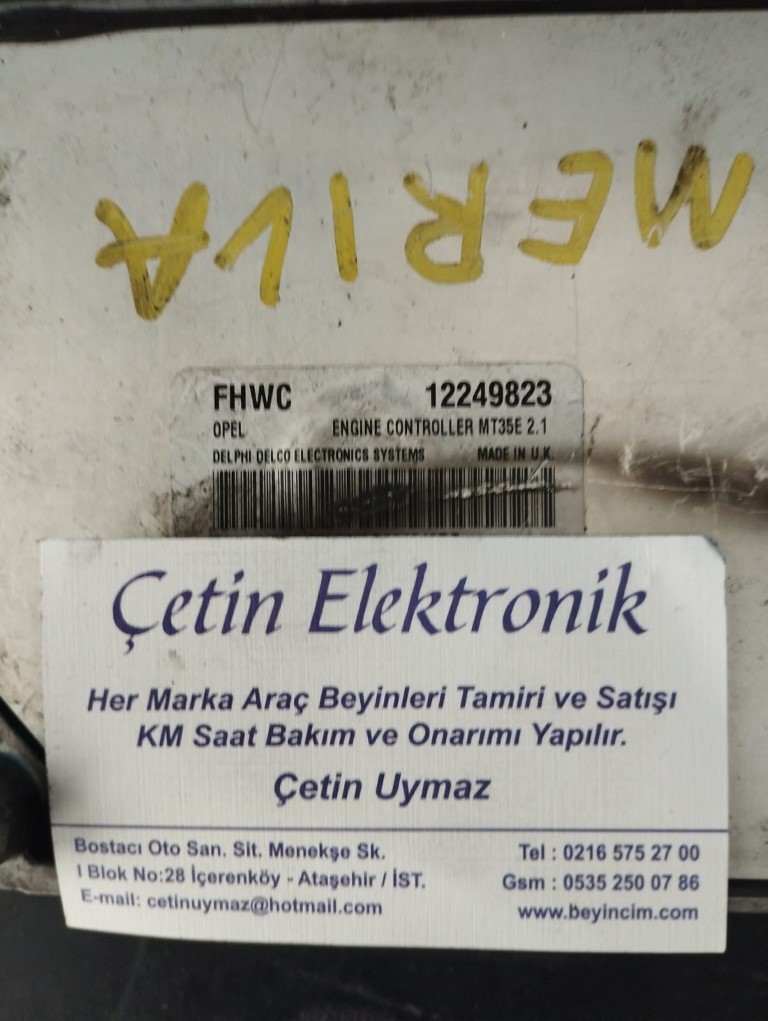 MERIVA
FHWC 12249823
OPEL ENGINE CONTROLLER MT35E 2.1
DELPHI DELCO ELECTRONICS SYSTEMS MADE IN U.K.
Çetin Elektronik
Her Marka Araç Beyinleri Tamiri ve Satışı
KM Saat Bakım ve Onarımı Yapılır.
Çetin Uymaz
Bostacı Oto San. Sit. Menekşe Sk.
I Blok No:28 İçerenköy - Ataşehir / İST.
E-mail: cetinuymaz@hotmail.com
Tel : 0216 575 27 00
Gsm : 0535 250 07 86
www.beyincim.com